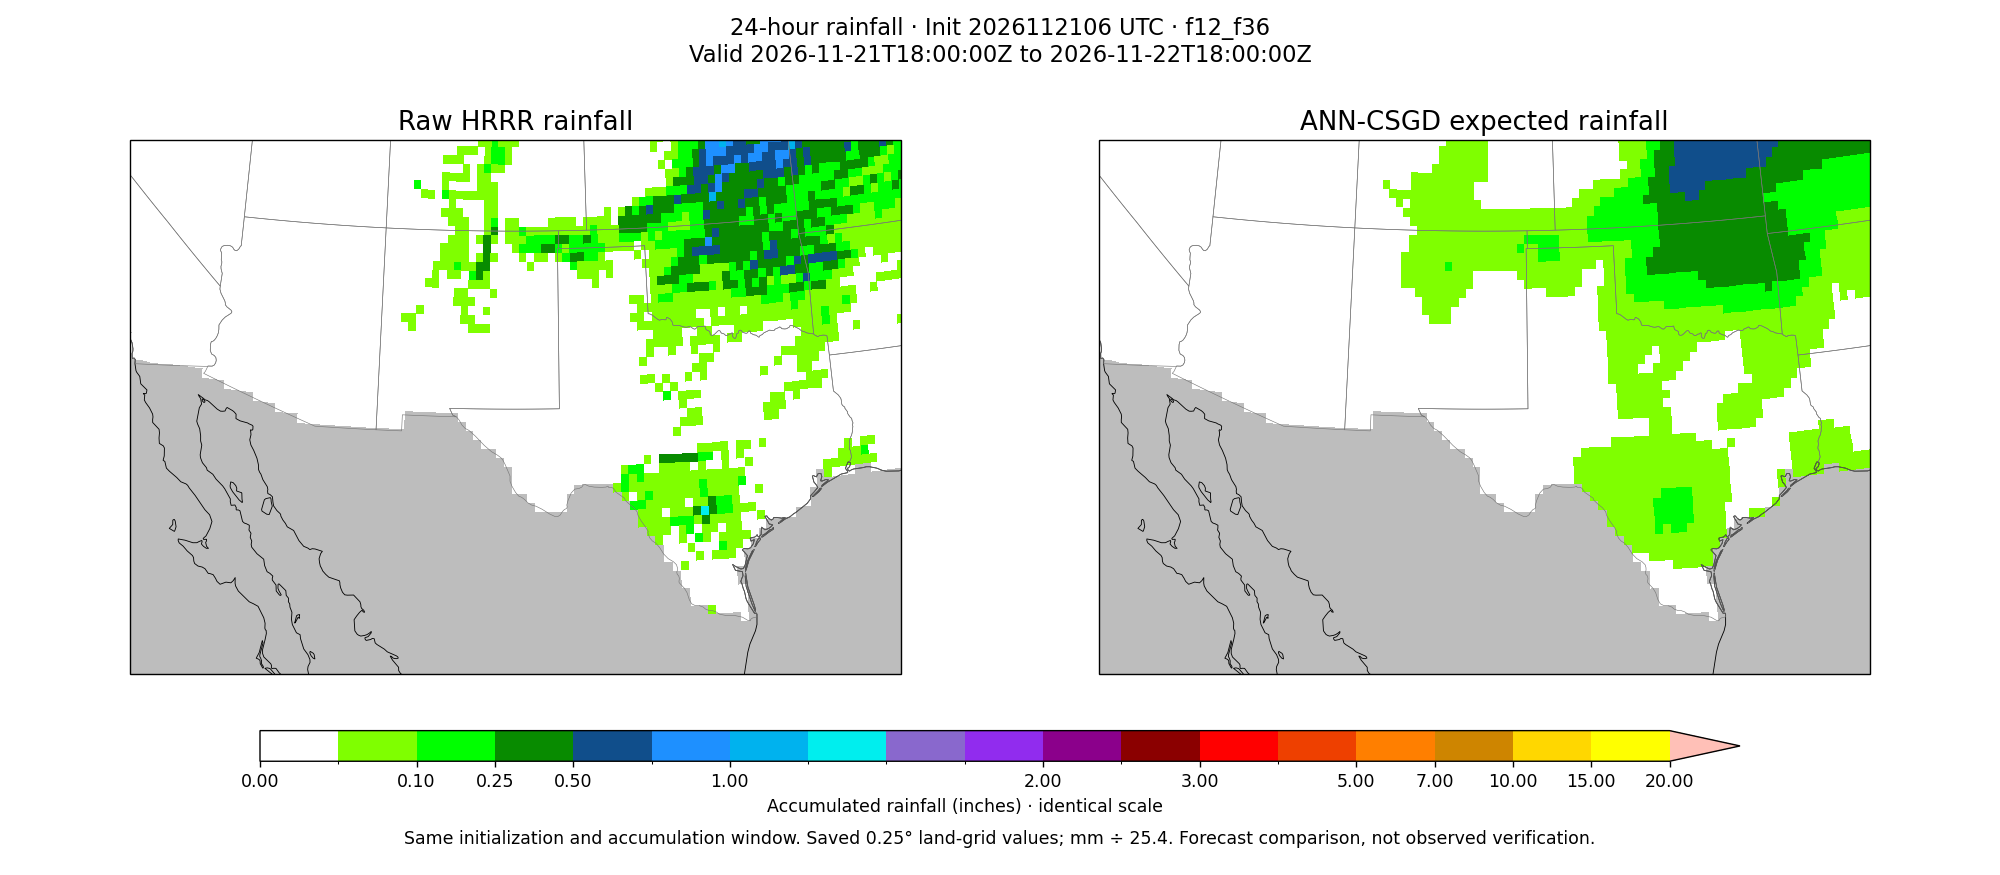 24-hour rainfall · Init 2026112106 UTC · f12_f36
Valid 2026-11-21T18:00:00Z to 2026-11-22T18:00:00Z
Raw HRRR rainfall
ANN-CSGD expected rainfall
0.00 0.10 0.25 0.50 1.00 2.00 3.00 5.00 7.00 10.00 15.00 20.00
Accumulated rainfall (inches) · identical scale
Same initialization and accumulation window. Saved 0.25° land-grid values; mm ÷ 25.4. Forecast comparison, not observed verification.